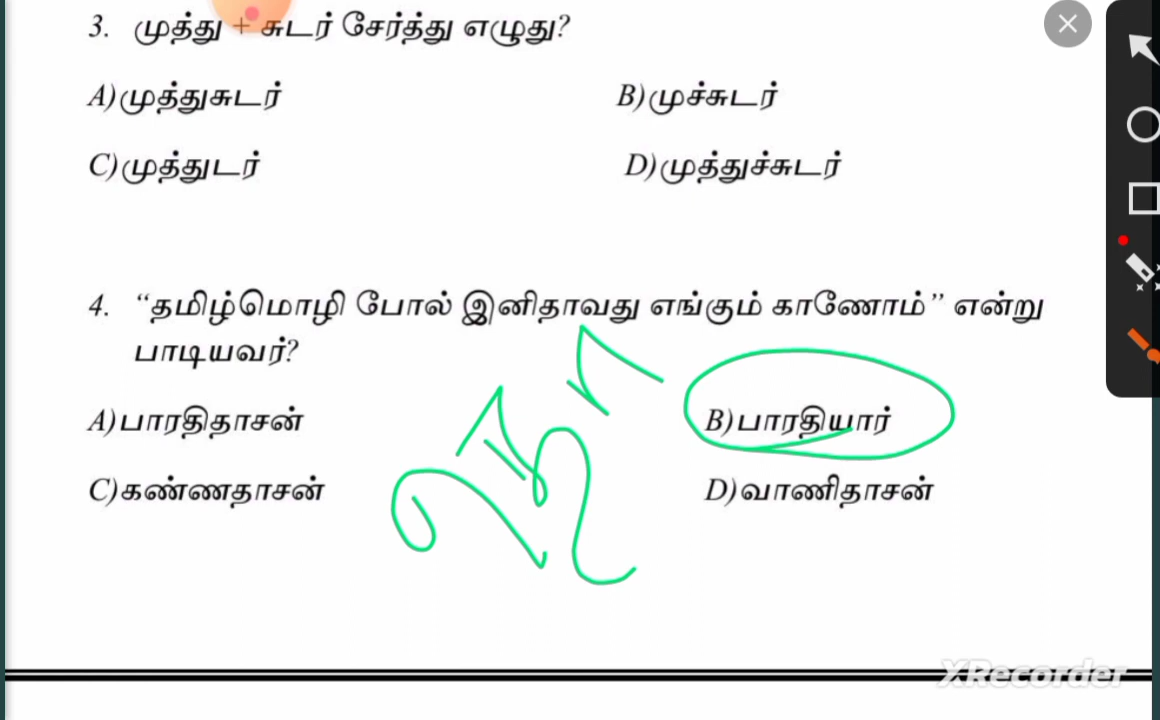 3. முத்து + சுடர் சேர்த்து எழுது?
A)முத்துசுடர் B)முச்சுடர்
C)முத்துடர் D)முத்துச்சுடர்
4. “தமிழ்மொழி போல் இனிதாவது எங்கும் காணோம்” என்று
பாடியவர்?
A)பாரதிதாசன் B)பாரதியார்
C)கண்ணதாசன் D)வாணிதாசன்
XRecorder